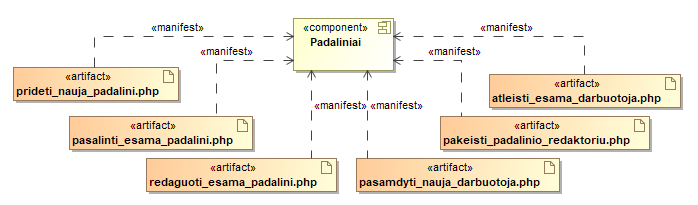 «component»
Padaliniai
«manifest»
«manifest»
«manifest»
«manifest»
«manifest»
«manifest»
«artifact»
prideti_nauja_padalini.php
«artifact»
atleisti_esama_darbuotoja.php
«artifact»
pasalinti_esama_padalini.php
«artifact»
pakeisti_padalinio_redaktoriu.php
«artifact»
redaguoti_esama_padalini.php
«artifact»
pasamdyti_nauja_darbuotoja.php